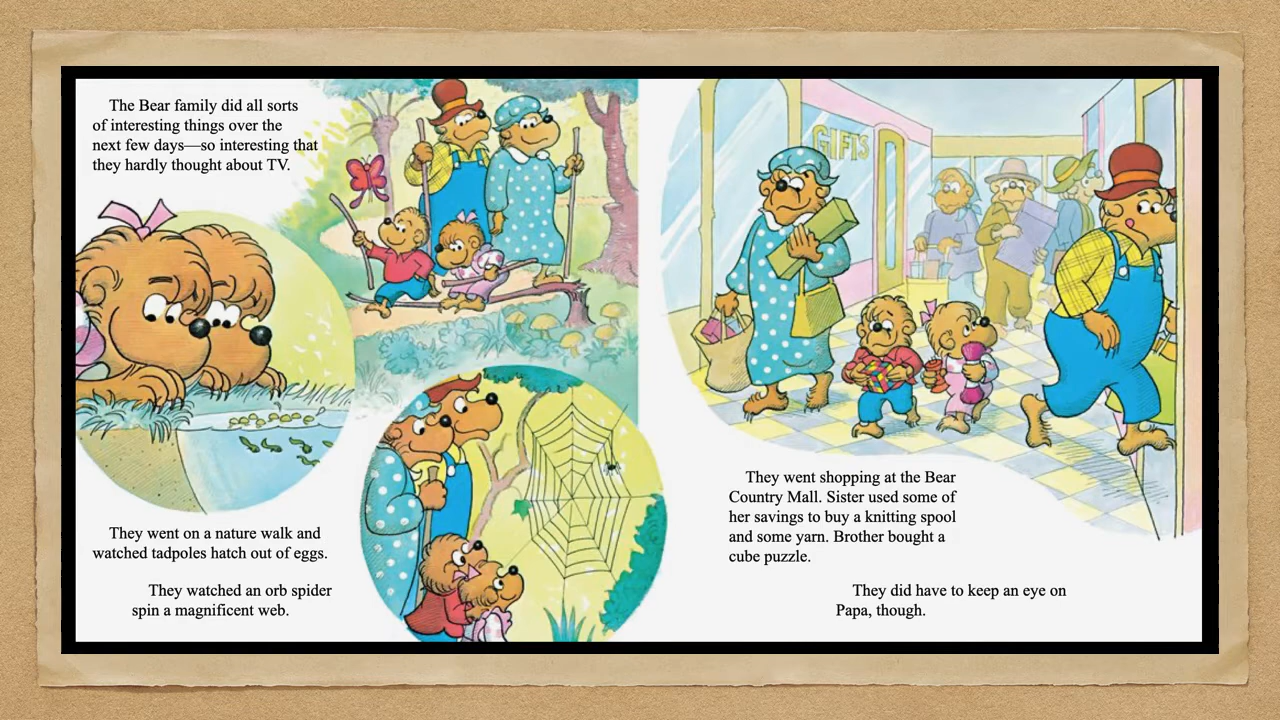 The Bear family did all sorts
of interesting things over the
next few days—so interesting that
they hardly thought about TV.
They went on a nature walk and
watched tadpoles hatch out of eggs.
They watched an orb spider
spin a magnificent web.
GIFTS
They went shopping at the Bear
Country Mall. Sister used some of
her savings to buy a knitting spool
and some yarn. Brother bought a
cube puzzle.
They did have to keep an eye on
Papa, though.